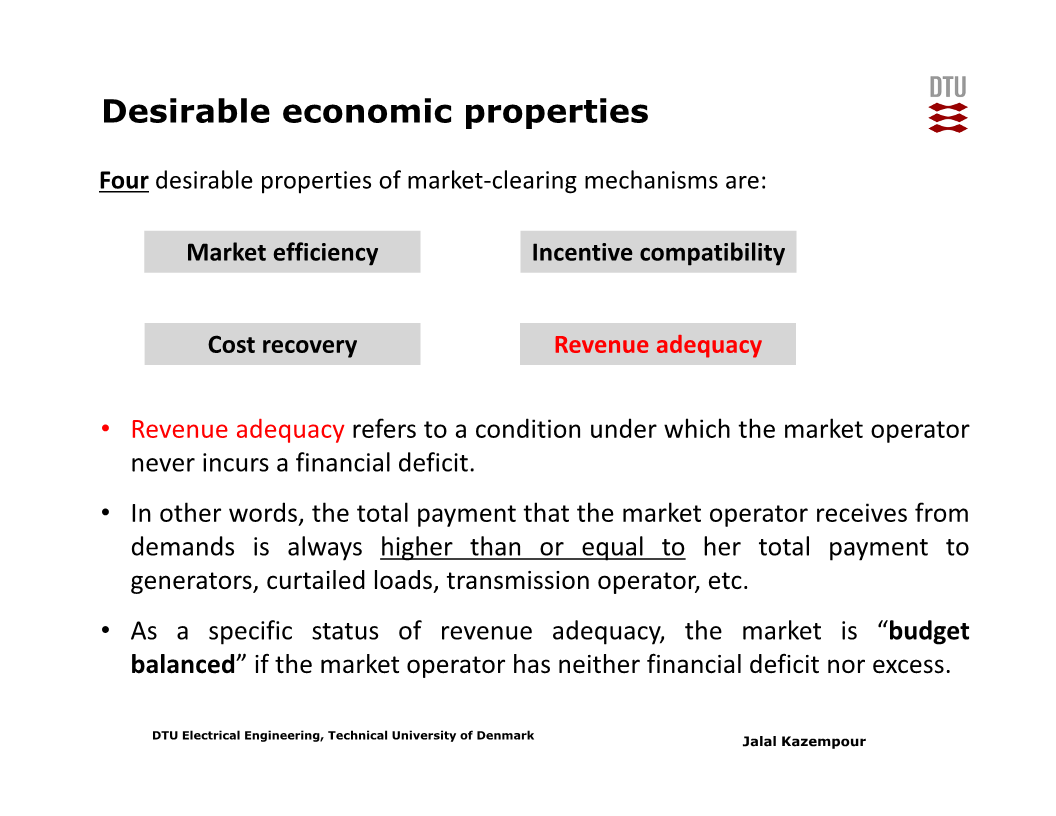 DTU
Desirable economic properties
Four desirable properties of market-clearing mechanisms are:
Market efficiency
Incentive compatibility
Cost recovery
Revenue adequacy
• Revenue adequacy refers to a condition under which the market operator
never incurs a financial deficit.
• In other words, the total payment that the market operator receives from
demands is always higher than or equal to her total payment to
generators, curtailed loads, transmission operator, etc.
• As a specific status of revenue adequacy, the market is “budget
balanced” if the market operator has neither financial deficit nor excess.
DTU Electrical Engineering, Technical University of Denmark
Jalal Kazempour